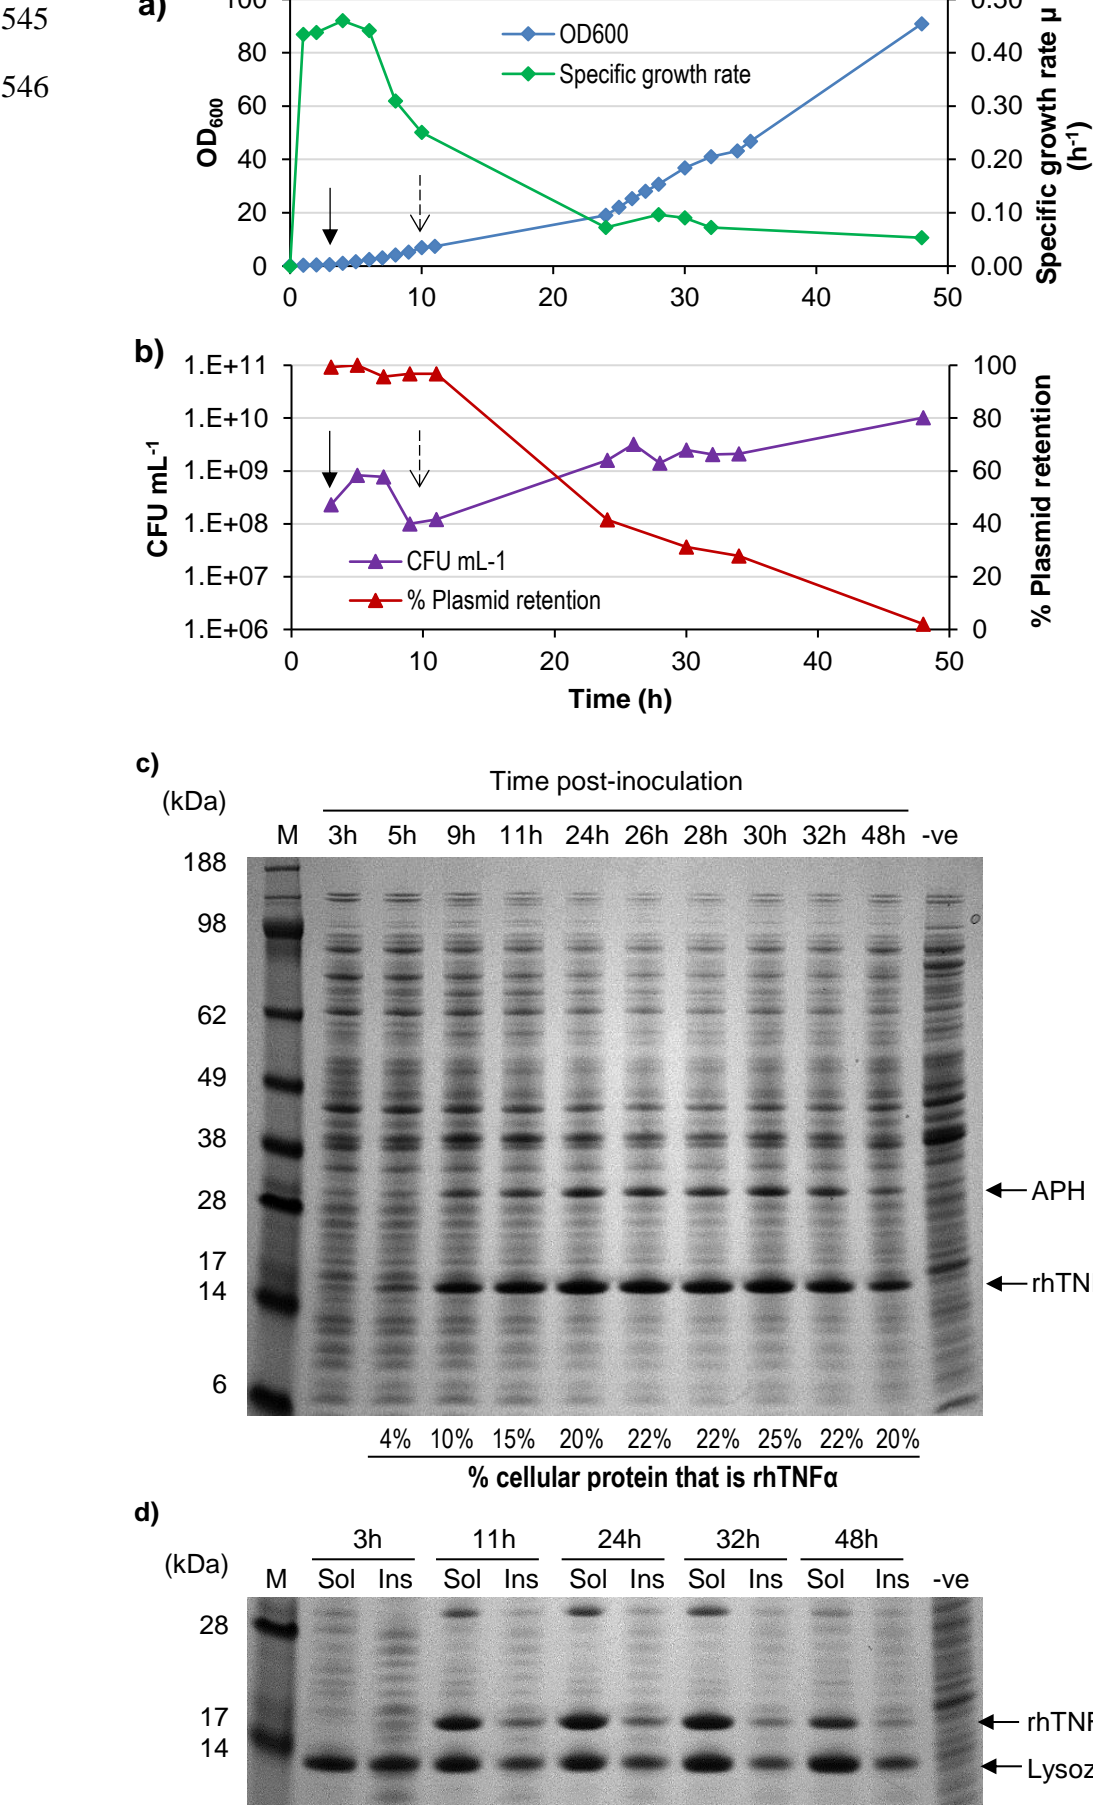 545
546
a)
100
80
60
40
20
0
OD600
OD600
Specific growth rate
0.50
0.40
0.30
0.20
0.10
0.00
Specific growth rate µ
(h-1)
0 10 20 30 40 50
b)
1.E+11
1.E+10
1.E+09
1.E+08
1.E+07
1.E+06
CFU mL-1
CFU mL-1
% Plasmid retention
100
80
60
40
20
0
% Plasmid retention
0 10 20 30 40 50
Time (h)
c)
Time post-inoculation
(kDa)
M 3h 5h 9h 11h 24h 26h 28h 30h 32h 48h -ve
188
98
62
49
38
28
17
14
6
APH
rhTN
4% 10% 15% 20% 22% 22% 25% 22% 20%
% cellular protein that is rhTNFα
d)
3h 11h 24h 32h 48h
(kDa)
M Sol Ins Sol Ins Sol Ins Sol Ins Sol Ins -ve
28
17
14
rhTNF
Lysoz